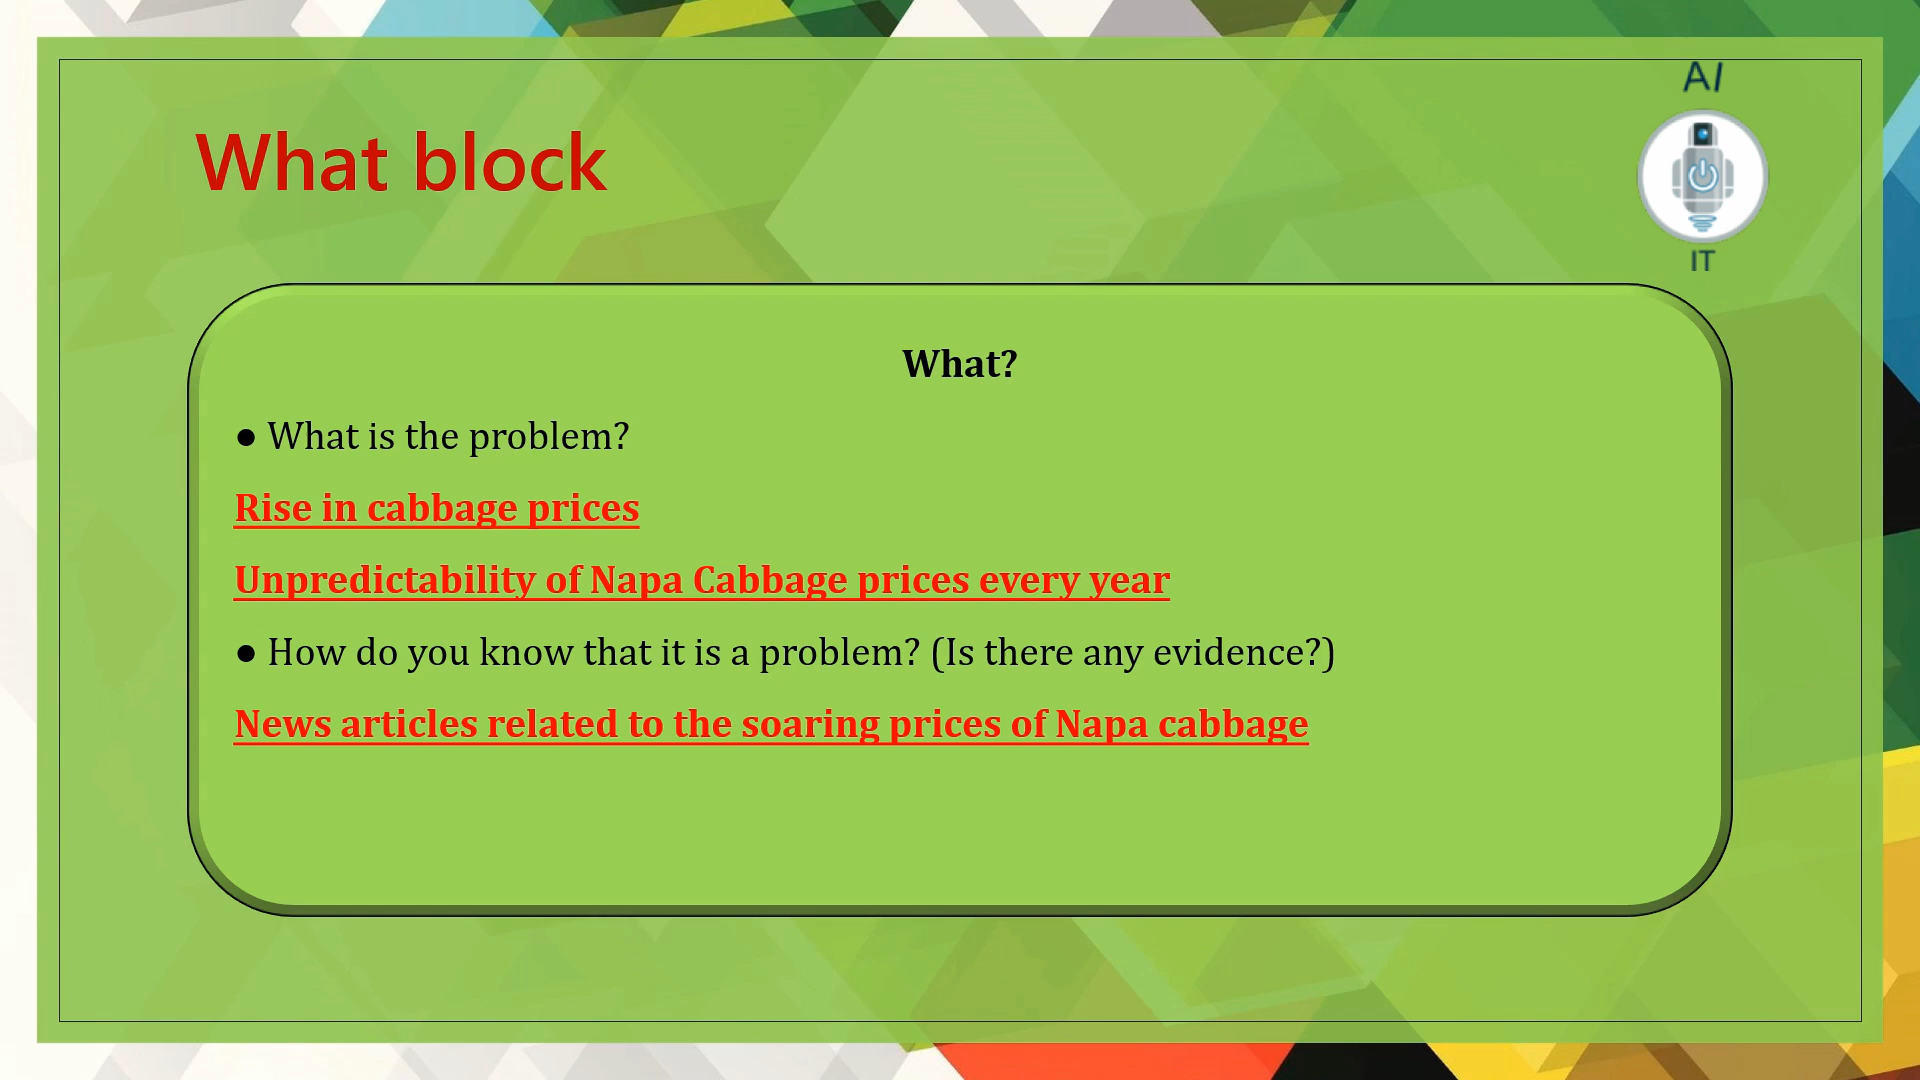 AI
What block
IT
What?
● What is the problem?
Rise in cabbage prices
Unpredictability of Napa Cabbage prices every year
● How do you know that it is a problem? (Is there any evidence?)
News articles related to the soaring prices of Napa cabbage